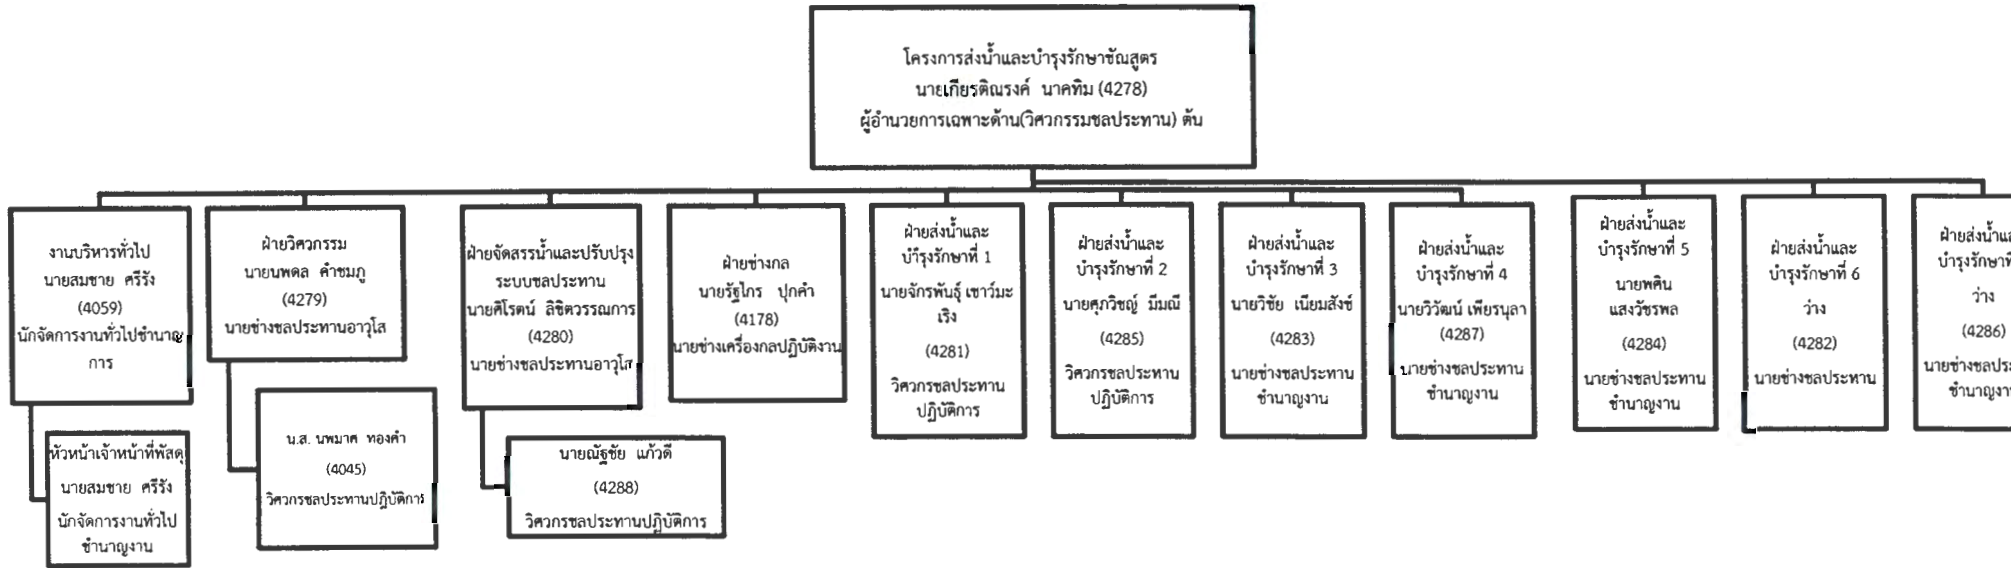 โครงการส่งน้ำและบำรุงรักษาชัณสูตร
นายเกียรติณรงค์ นาคทิม (4278)
ผู้อำนวยการเฉพาะด้าน(วิศวกรรมชลประทาน) ต้น
งานบริหารทั่วไป
นายสมชาย ศรีรัง
(4059)
นักจัดการงานทั่วไปชำนาญ
การ
หัวหน้าเจ้าหน้าที่พัสดุ
นายสมชาย ศรีรัง
นักจัดการงานทั่วไป
ชำนาญงาน
ฝ่ายวิศวกรรม
นายนพดล คำชมภู
(4279)
นายช่างชลประทานอาวุโส
น.ส. นพมาศ ทองคำ
(4045)
วิศวกรชลประทานปฏิบัติการ
ฝ่ายจัดสรรน้ำและปรับปรุง
ระบบชลประทาน
นายศิโรตน์ ลิขิตวรรณการ
(4280)
นายช่างชลประทานอาวุโส
นายณัฐชัย แก้วดี
(4288)
วิศวกรชลประทานปฏิบัติการ
ฝ่ายช่างกล
นายรัฐไกร ปุกคำ
(4178)
นายช่างเครื่องกลปฏิบัติงาน
ฝ่ายส่งน้ำและ
บำรุงรักษาที่ 1
นายจักรพันธุ์ เชาว์มะ
เริง
(4281)
วิศวกรชลประทาน
ปฏิบัติการ
ฝ่ายส่งน้ำและ
บำรุงรักษาที่ 2
นายศุภวิชญ์ มีมณี
(4285)
วิศวกรชลประทาน
ปฏิบัติการ
ฝ่ายส่งน้ำและ
บำรุงรักษาที่ 3
นายวิชัย เนียมสังข์
(4283)
นายช่างชลประทาน
ชำนาญงาน
ฝ่ายส่งน้ำและ
บำรุงรักษาที่ 4
นายวิวัฒน์ เพียรนุลา
(4287)
นายช่างชลประทาน
ชำนาญงาน
ฝ่ายส่งน้ำและ
บำรุงรักษาที่ 5
นายพศิน
แสงวัชรพล
(4284)
นายช่างชลประทาน
ชำนาญงาน
ฝ่ายส่งน้ำและ
บำรุงรักษาที่ 6
ว่าง
(4282)
นายช่างชลประทาน
ฝ่ายส่งน้ำแล
บำรุงรักษาที่
ว่าง
(4286)
นายช่างชลประ
ชำนาญงาน